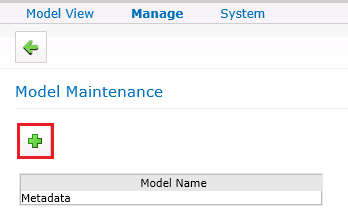 Model View Manage System
Model Maintenance
Model Name
Metadata